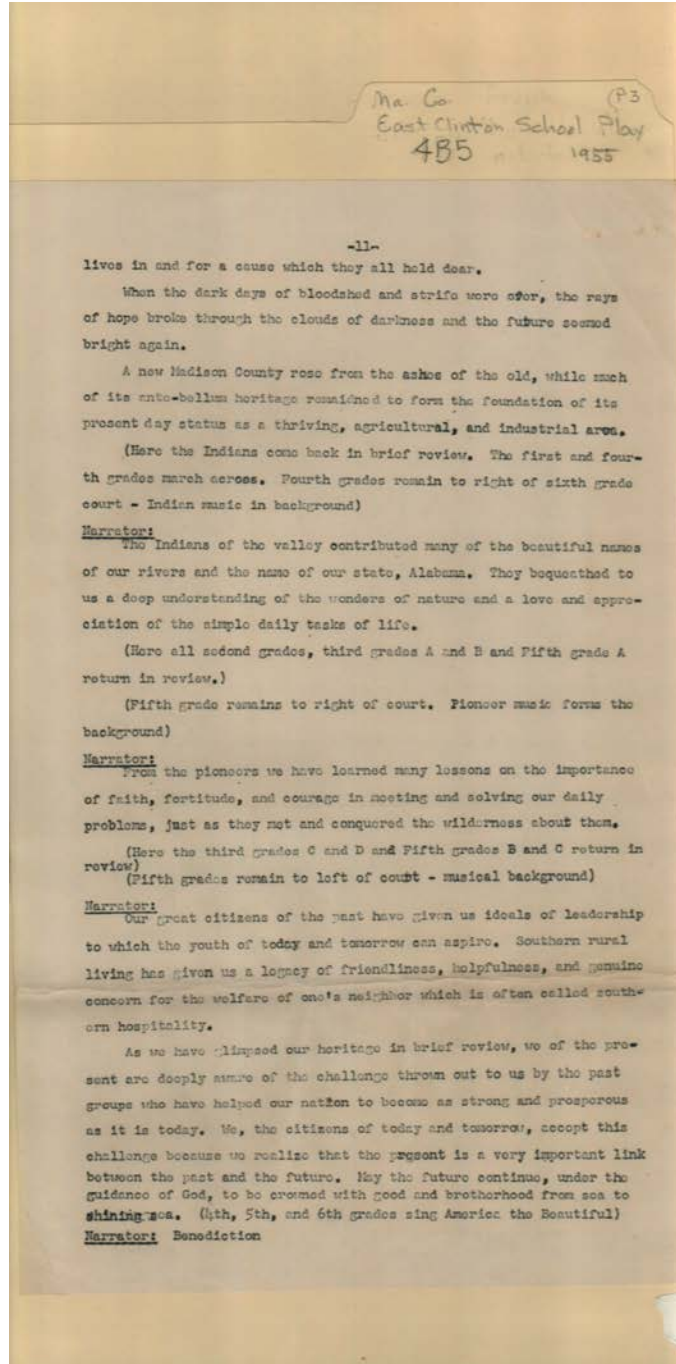 Ma. Co. (P3
East Clinton School Play
4B5 1955
-11-
lives in and for a cause which they all held dear.
When the dark days of bloodshed and strife were over, the rays
of hope broke through the clouds of darkness and the future seemed
bright again.
A new Madison County rose from the ashes of the old, while much
of its ante-bellum heritage remaidned to form the foundation of its
present day status as a thriving, agricultural, and industrial area.
(Here the Indians come back in brief review. The first and four-
th grades march across. Fourth grades remain to right of sixth grade
court - Indian music in background)
Narrator:
The Indians of the valley contributed many of the beautiful names
of our rivers and the name of our state, Alabama. They bequeathed to
us a deep understanding of the wonders of nature and a love and appre-
ciation of the simple daily tasks of life.
(Here all sedond grades, third grades A and B and Fifth grade A
return in review.)
(Fifth grade remains to right of court. Pioneer music forms the
background)
Narrator:
From the pioneers we have learned many lessons on the importance
of faith, fortitude, and courage in meeting and solving our daily
problems, just as they met and conquered the wilderness about them.
(Here the third grades C and D and Fifth grades B and C return in
review)
(Fifth grades remain to left of court - musical background)
Narrator:
Our great citizens of the past have given us ideals of leadership
to which the youth of today and tomorrow can aspire. Southern rural
living has given us a legacy of friendliness, helpfulness, and genuine
concern for the welfare of one's neighbor which is often called south-
ern hospitality.
As we have glimpsed our heritage in brief review, we of the pre-
sent are deeply aware of the challenge thrown out to us by the past
groups who have helped our nation to become as strong and prosperous
as it is today. We, the citizens of today and tomorrow, accept this
challenge because we realize that the present is a very important link
between the past and the future. May the future continue, under the
guidance of God, to be crowned with good and brotherhood from sea to
shining sea. (4th, 5th, and 6th grades sing America the Beautiful)
Narrator: Benediction